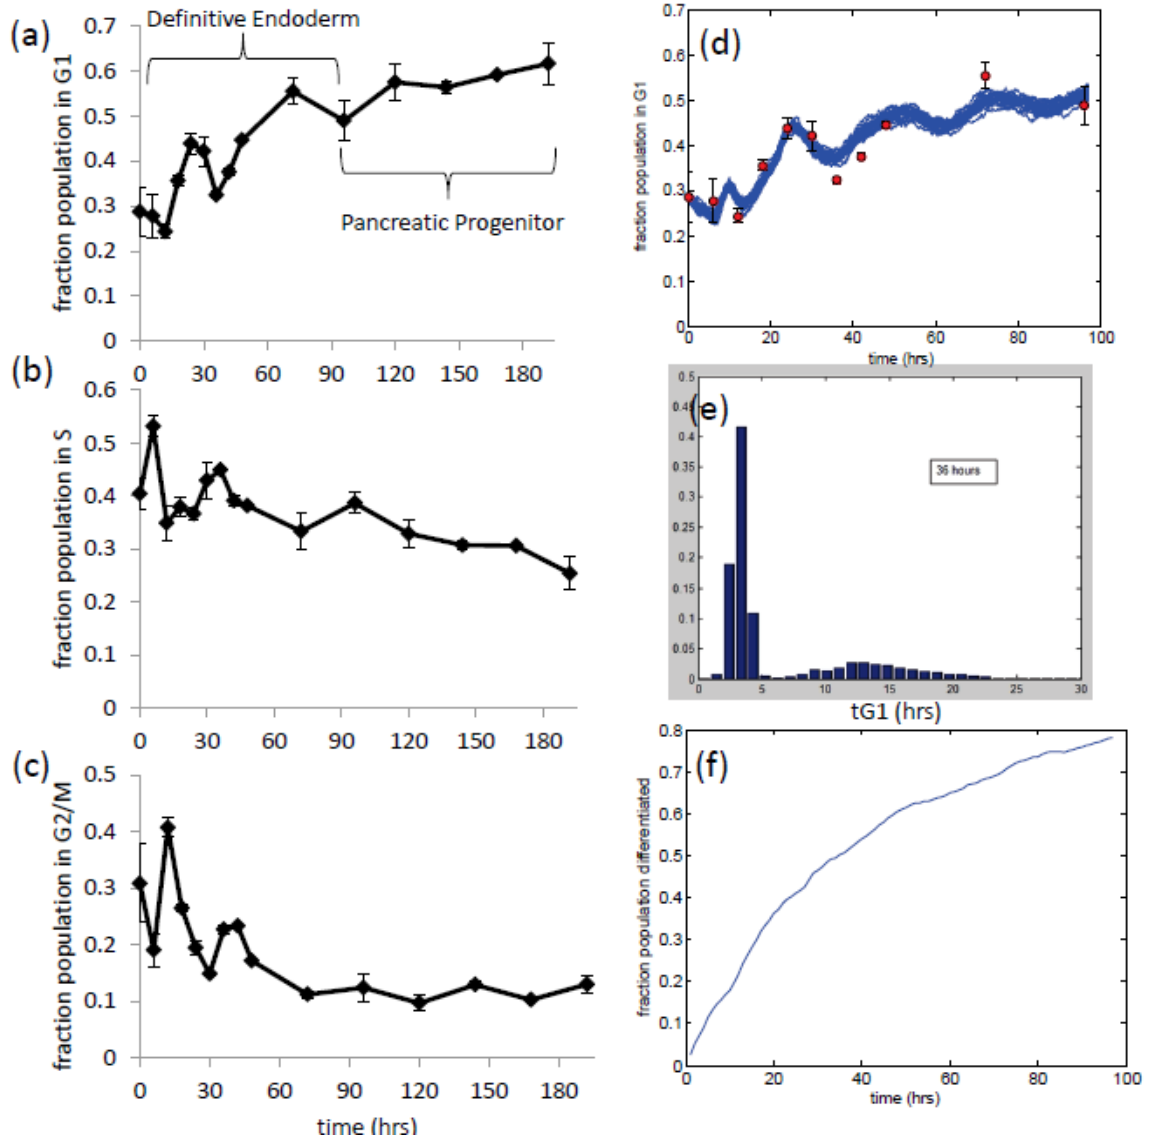 (a)
Definitive Endoderm
Pancreatic Progenitor
fraction population in G1
0.7
0.6
0.5
0.4
0.3
0.2
0.1
0
0 30 60 90 120 150 180
(b)
fraction population in S
0.6
0.5
0.4
0.3
0.2
0.1
0
0 30 60 90 120 150 180
(c)
fraction population in G2/M
0.5
0.4
0.3
0.2
0.1
0
0 30 60 90 120 150 180
time (hrs)
(d)
fraction population in G1
0.7
0.6
0.5
0.4
0.3
0.2
0.1
0
0 20 40 60 80 100
time (hrs)
(e)
0.5
0.4
0.35
0.3
0.25
0.2
0.15
0.1
0.05
0
36 hours
0 5 10 15 20 25 30
tG1 (hrs)
(f)
fraction population differentiated
0.8
0.7
0.6
0.5
0.4
0.3
0.2
0.1
0
0 20 40 60 80 100
time (hrs)